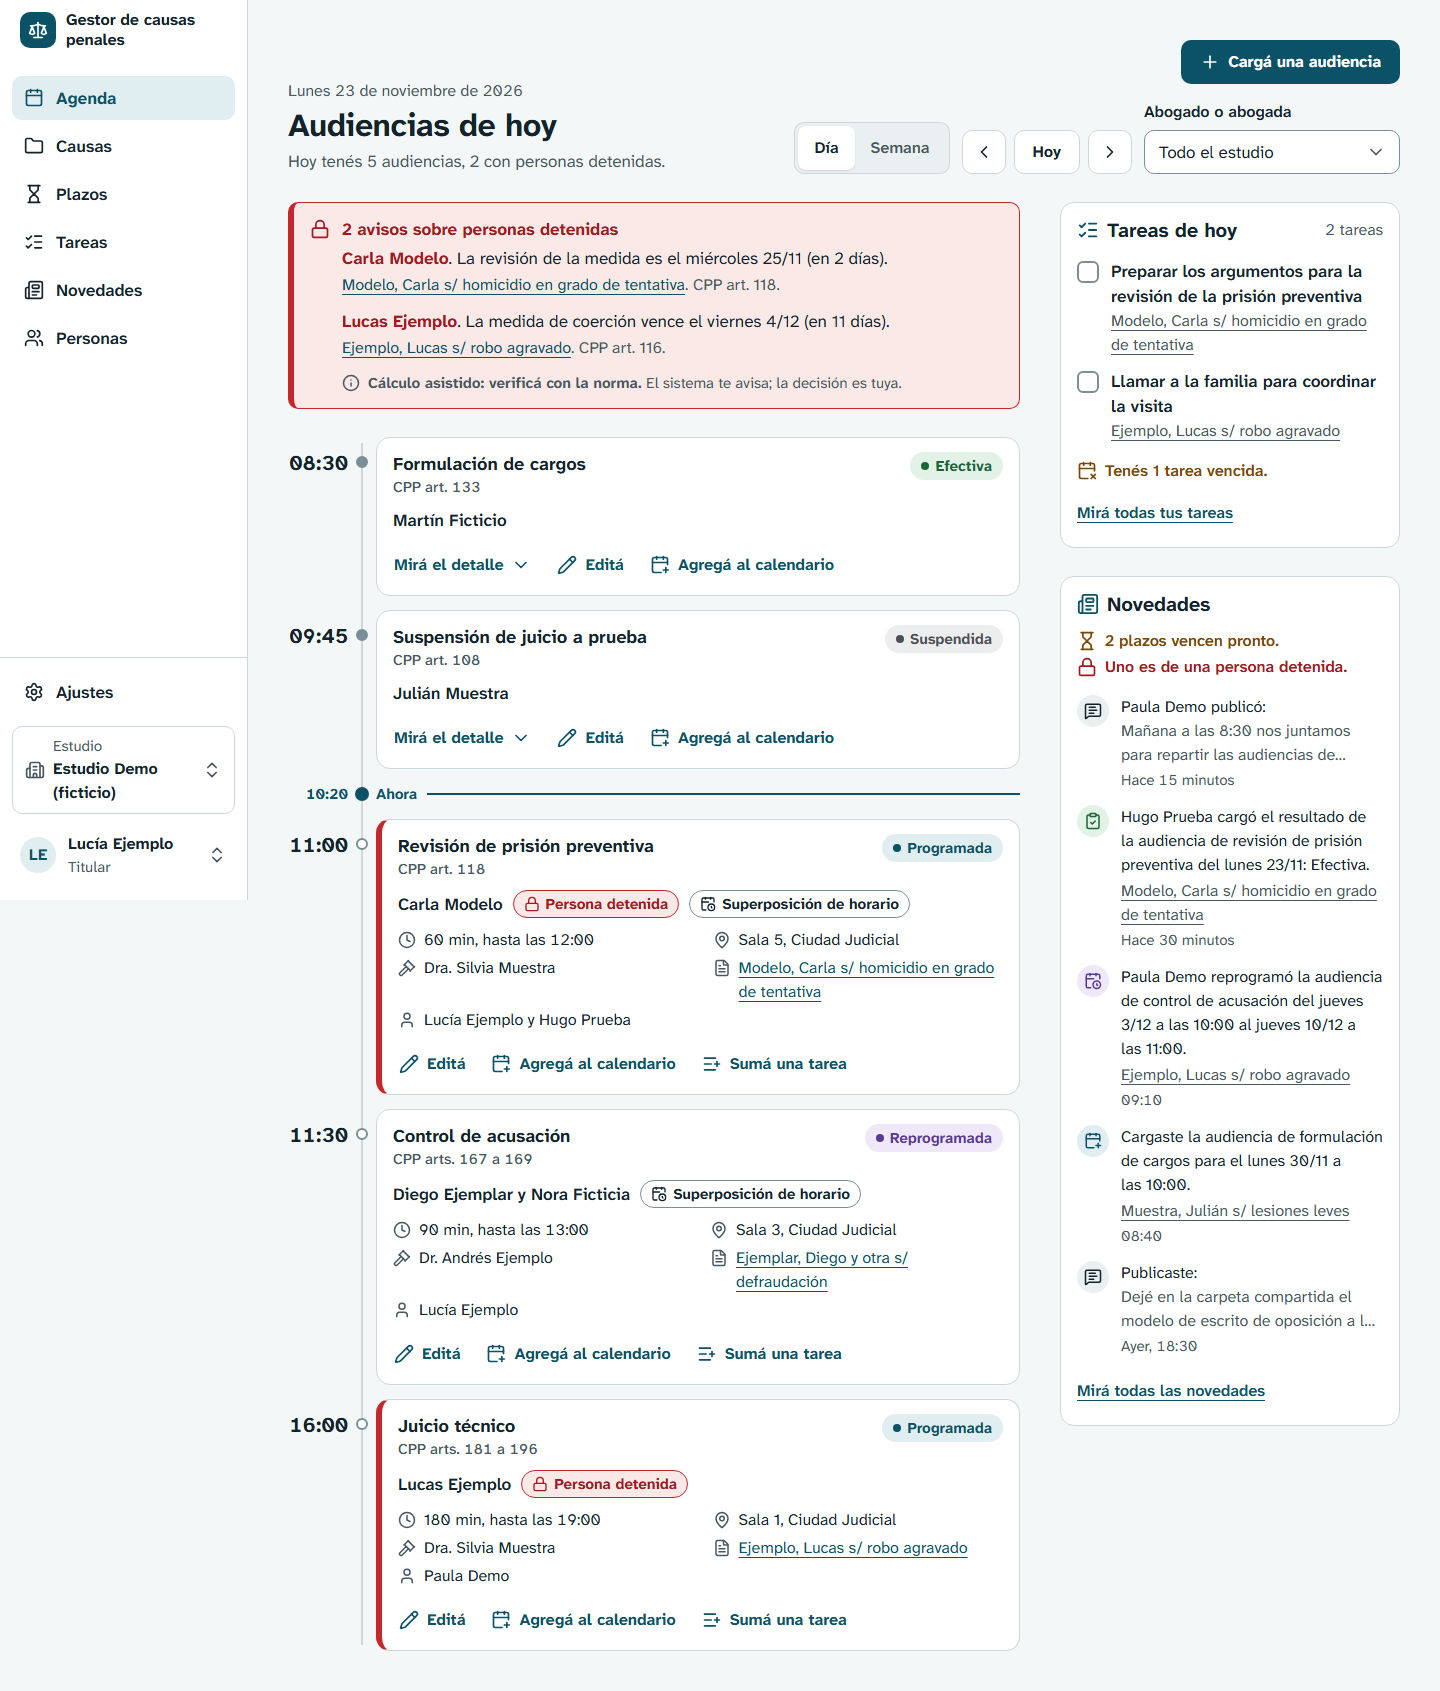 Gestor de causas
penales
Agenda
Causas
Plazos
Tareas
Novedades
Personas
Ajustes
Estudio
Estudio Demo
(ficticio)
LE
Lucía Ejemplo
Titular
Cargá una audiencia
Lunes 23 de noviembre de 2026
Audiencias de hoy
Hoy tenés 5 audiencias, 2 con personas detenidas.
Día
Semana
Hoy
Abogado o abogada
Todo el estudio
2 avisos sobre personas detenidas
Carla Modelo. La revisión de la medida es el miércoles 25/11 (en 2 días).
Modelo, Carla s/ homicidio en grado de tentativa. CPP art. 118.
Lucas Ejemplo. La medida de coerción vence el viernes 4/12 (en 11 días).
Ejemplo, Lucas s/ robo agravado. CPP art. 116.
Cálculo asistido: verificá con la norma. El sistema te avisa; la decisión es tuya.
08:30
Formulación de cargos
Efectiva
CPP art. 133
Martín Ficticio
Mirá el detalle
Editá
Agregá al calendario
09:45
Suspensión de juicio a prueba
Suspendida
CPP art. 108
Julián Muestra
Mirá el detalle
Editá
Agregá al calendario
10:20
Ahora
11:00
Revisión de prisión preventiva
Programada
CPP art. 118
Carla Modelo
Persona detenida
Superposición de horario
60 min, hasta las 12:00
Sala 5, Ciudad Judicial
Dra. Silvia Muestra
Modelo, Carla s/ homicidio en grado
de tentativa
Lucía Ejemplo y Hugo Prueba
Editá
Agregá al calendario
Sumá una tarea
11:30
Control de acusación
Reprogramada
CPP arts. 167 a 169
Diego Ejemplar y Nora Ficticia
Superposición de horario
90 min, hasta las 13:00
Sala 3, Ciudad Judicial
Dr. Andrés Ejemplo
Ejemplar, Diego y otra s/
defraudación
Lucía Ejemplo
Editá
Agregá al calendario
Sumá una tarea
16:00
Juicio técnico
Programada
CPP arts. 181 a 196
Lucas Ejemplo
Persona detenida
180 min, hasta las 19:00
Sala 1, Ciudad Judicial
Dra. Silvia Muestra
Ejemplo, Lucas s/ robo agravado
Paula Demo
Editá
Agregá al calendario
Sumá una tarea
Tareas de hoy
2 tareas
Preparar los argumentos para la
revisión de la prisión preventiva
Modelo, Carla s/ homicidio en grado
de tentativa
Llamar a la familia para coordinar
la visita
Ejemplo, Lucas s/ robo agravado
Tenés 1 tarea vencida.
Mirá todas tus tareas
Novedades
2 plazos vencen pronto.
Uno es de una persona detenida.
Paula Demo publicó:
Mañana a las 8:30 nos juntamos
para repartir las audiencias de...
Hace 15 minutos
Hugo Prueba cargó el resultado de
la audiencia de revisión de prisión
preventiva del lunes 23/11: Efectiva.
Modelo, Carla s/ homicidio en grado
de tentativa
Hace 30 minutos
Paula Demo reprogramó la audiencia
de control de acusación del jueves
3/12 a las 10:00 al jueves 10/12 a
las 11:00.
Ejemplo, Lucas s/ robo agravado
09:10
Cargaste la audiencia de formulación
de cargos para el lunes 30/11 a
las 10:00.
Muestra, Julián s/ lesiones leves
08:40
Publicaste:
Dejé en la carpeta compartida el
modelo de escrito de oposición a l...
Ayer, 18:30
Mirá todas las novedades